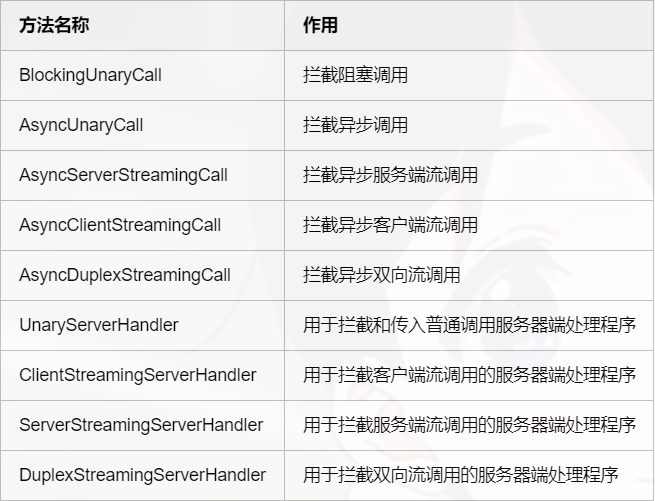 方法名称 作用
BlockingUnaryCall 拦截阻塞调用
AsyncUnaryCall 拦截异步调用
AsyncServerStreamingCall 拦截异步服务端流调用
AsyncClientStreamingCall 拦截异步客户端流调用
AsyncDuplexStreamingCall 拦截异步双向流调用
UnaryServerHandler 用于拦截和传入普通调用服务器端处理程序
ClientStreamingServerHandler 用于拦截客户端流调用的服务器端处理程序
ServerStreamingServerHandler 用于拦截服务端流调用的服务器端处理程序
DuplexStreamingServerHandler 用于拦截双向流调用的服务器端处理程序